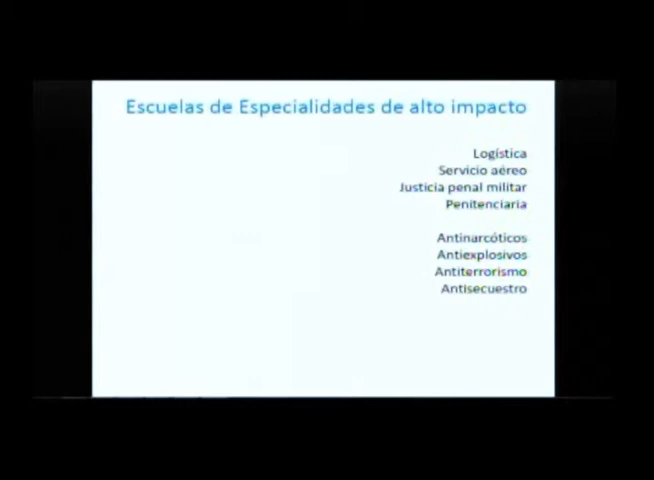 Escuelas de Especialidades de alto impacto
Logística
Servicio aéreo
Justicia penal militar
Penitenciaria
Antinarcóticos
Antiexplosivos
Antiterrorismo
Antisecuestro